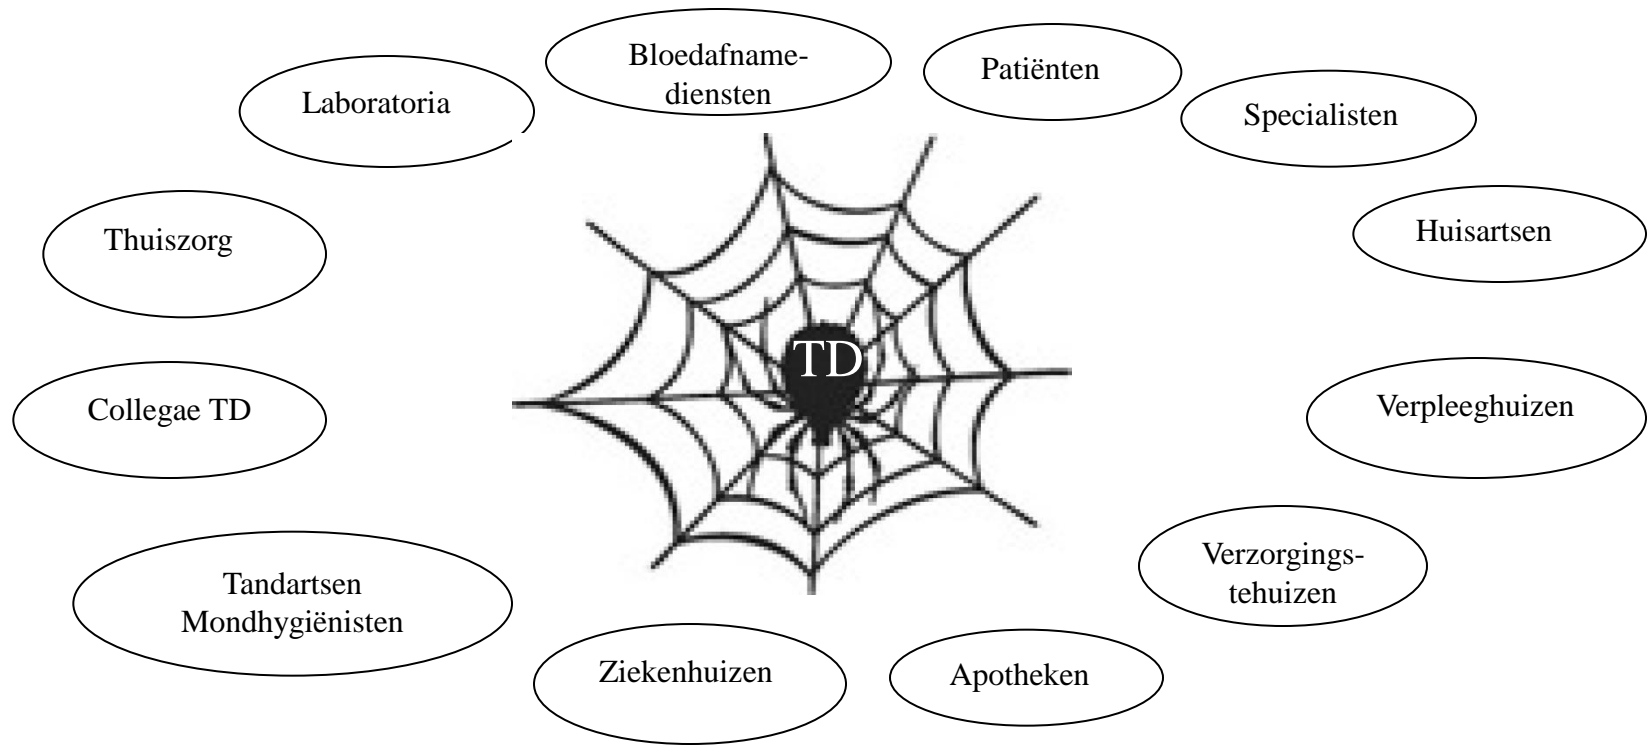 Bloedafname-
diensten
Patiënten
Laboratoria
Specialisten
Thuiszorg
Huisartsen
TD
Collegae TD
Verpleeghuizen
Verzorgings-
tehuizen
Tandartsen
Mondhygiënisten
Ziekenhuizen
Apotheken